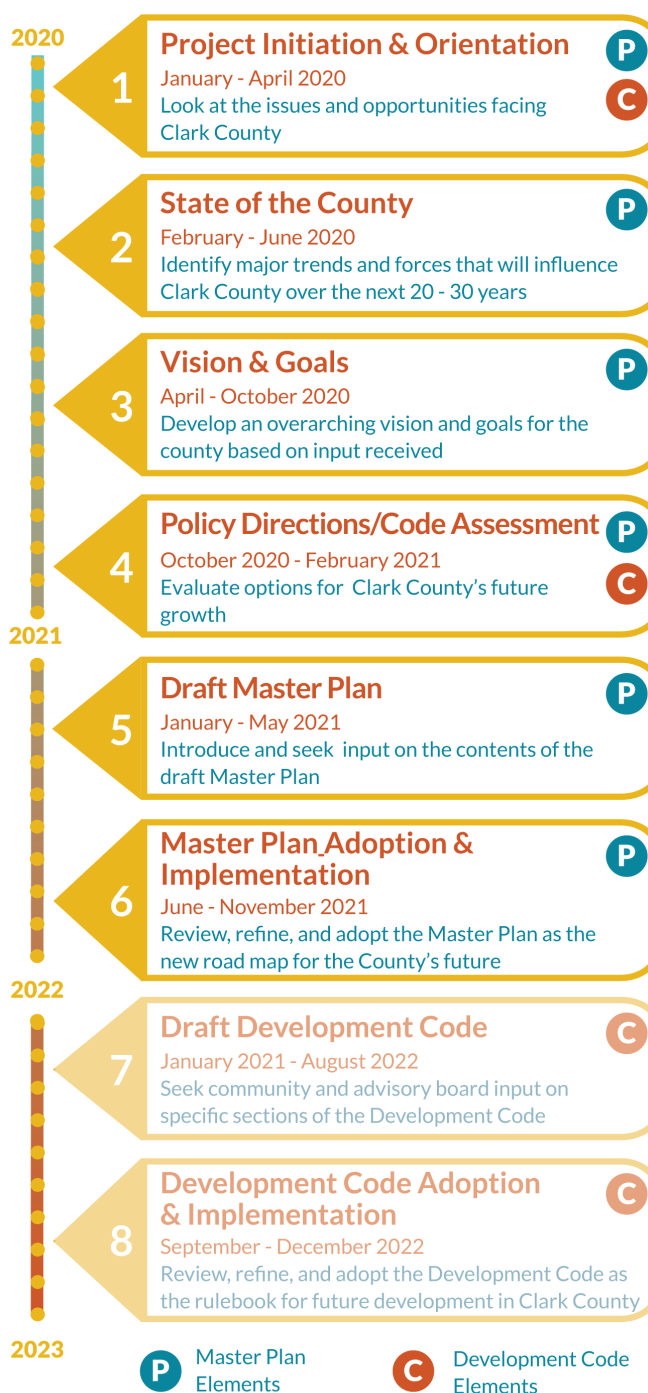 2020
1
Project Initiation & Orientation
P
January - April 2020
C
Look at the issues and opportunities facing
Clark County
2
State of the County
P
February - June 2020
Identify major trends and forces that will influence
Clark County over the next 20 - 30 years
3
Vision & Goals
P
April - October 2020
Develop an overarching vision and goals for the
county based on input received
4
Policy Directions/Code Assessment
P
October 2020 - February 2021
C
Evaluate options for Clark County's future
growth
2021
5
Draft Master Plan
P
January - May 2021
Introduce and seek input on the contents of the
draft Master Plan
6
Master Plan Adoption &
Implementation
P
June - November 2021
Review, refine, and adopt the Master Plan as the
new road map for the County's future
2022
7
Draft Development Code
C
January 2021 - August 2022
Seek community and advisory board input on
specific sections of the Development Code
8
Development Code Adoption
& Implementation
C
September - December 2022
Review, refine, and adopt the Development Code as
the rulebook for future development in Clark County
2023
P
Master Plan
Elements
C
Development Code
Elements